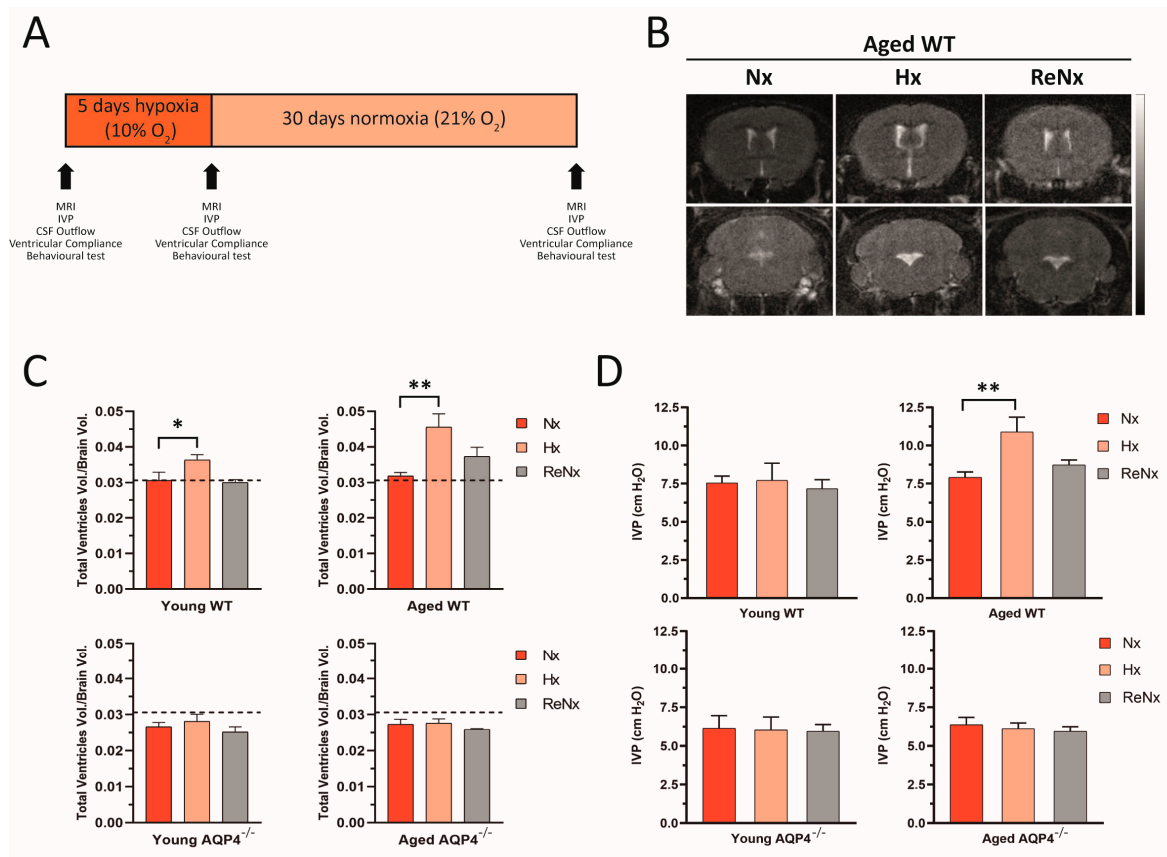 A
5 days hypoxia
(10% O2)
30 days normoxia (21% O2)
MRI
IVP
CSF Outflow
Ventricular Compliance
Behavioural test
MRI
IVP
CSF Outflow
Ventricular Compliance
Behavioural test
MRI
IVP
CSF Outflow
Ventricular Compliance
Behavioural test
B
Aged WT
Nx Hx ReNx
C
Total Ventricles Vol./Brain Vol.
0.05
0.04
0.03
0.02
0.01
0.00
*
Young WT
Total Ventricles Vol./Brain Vol.
0.05
0.04
0.03
0.02
0.01
0.00
**
Aged WT
Nx
Hx
ReNx
Total Ventricles Vol./Brain Vol.
0.05
0.04
0.03
0.02
0.01
0.00
Young AQP4-/-
Total Ventricles Vol./Brain Vol.
0.05
0.04
0.03
0.02
0.01
0.00
Aged AQP4-/-
Nx
Hx
ReNx
D
IVP (cm H2O)
12.5
10.0
7.5
5.0
2.5
0.0
Young WT
IVP (cm H2O)
12.5
10.0
7.5
5.0
2.5
0.0
**
Aged WT
Nx
Hx
ReNx
IVP (cm H2O)
12.5
10.0
7.5
5.0
2.5
0.0
Young AQP4-/-
IVP (cm H2O)
12.5
10.0
7.5
5.0
2.5
0.0
Aged AQP4-/-
Nx
Hx
ReNx